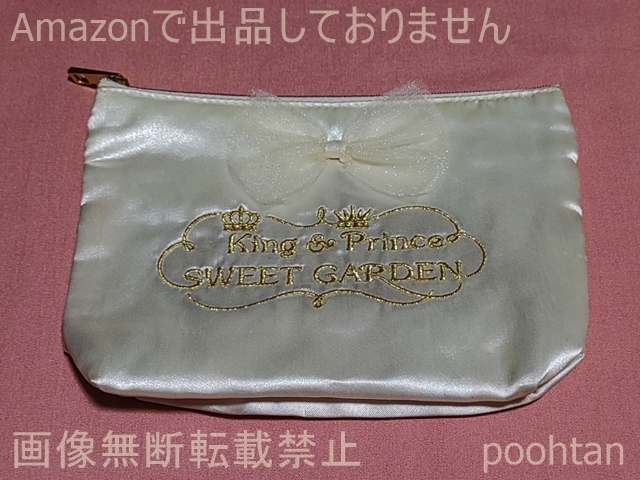 Amazonで出品しておりません
King & Prince
SWEET GARDEN
画像無断転載禁止
poohtan